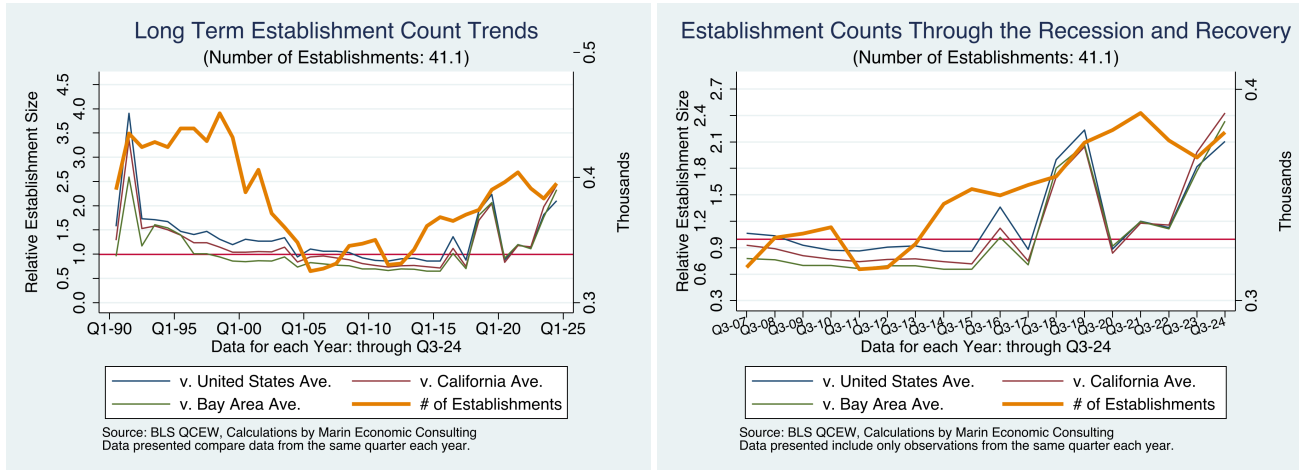 Long Term Establishment Count Trends
(Number of Establishments: 41.1)
Relative Establishment Size
0.0 0.5 1.0 1.5 2.0 2.5 3.0 3.5 4.0 4.5
0.3 0.4 0.5
Thousands
Q1-90 Q1-95 Q1-00 Q1-05 Q1-10 Q1-15 Q1-20 Q1-25
Data for each Year: through Q3-24
v. United States Ave. v. California Ave.
v. Bay Area Ave. # of Establishments
Source: BLS QCEW, Calculations by Marin Economic Consulting
Data presented compare data from the same quarter each year.
Establishment Counts Through the Recession and Recovery
(Number of Establishments: 41.1)
Relative Establishment Size
0.3 0.6 0.9 1.2 1.5 1.8 2.1 2.4 2.7
0.3 0.4
Thousands
Q3-07 Q3-08 Q3-09 Q3-10 Q3-11 Q3-12 Q3-13 Q3-14 Q3-15 Q3-16 Q3-17 Q3-18 Q3-19 Q3-20 Q3-21 Q3-22 Q3-23 Q3-24
Data for each Year: through Q3-24
v. United States Ave. v. California Ave.
v. Bay Area Ave. # of Establishments
Source: BLS QCEW, Calculations by Marin Economic Consulting
Data presented include only observations from the same quarter each year.